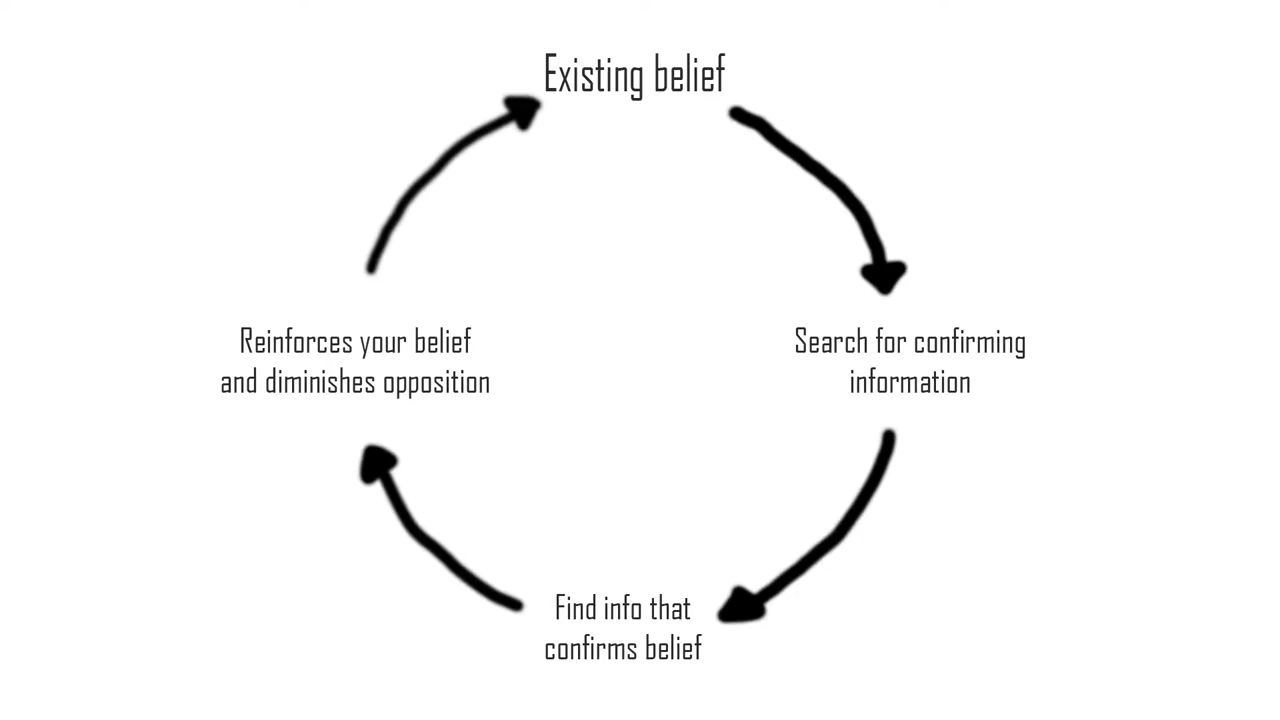 Existing belief
Search for confirming
information
Find info that
confirms belief
Reinforces your belief
and diminishes opposition